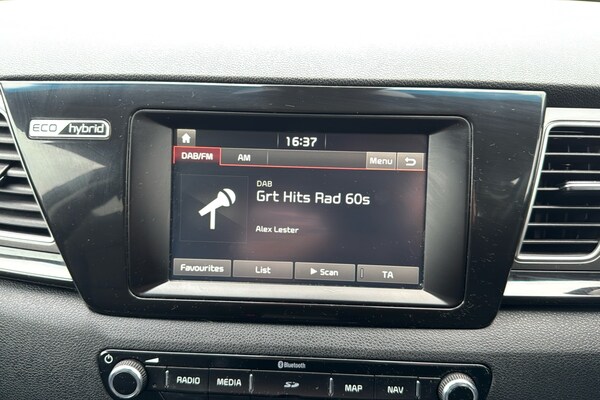 ECO hybrid
16:37
DAB/FM AM Menu
DAB
Grt Hits Rad 60s
Alex Lester
Favourites List Scan TA
Bluetooth
RADIO MEDIA SD MAP NAV